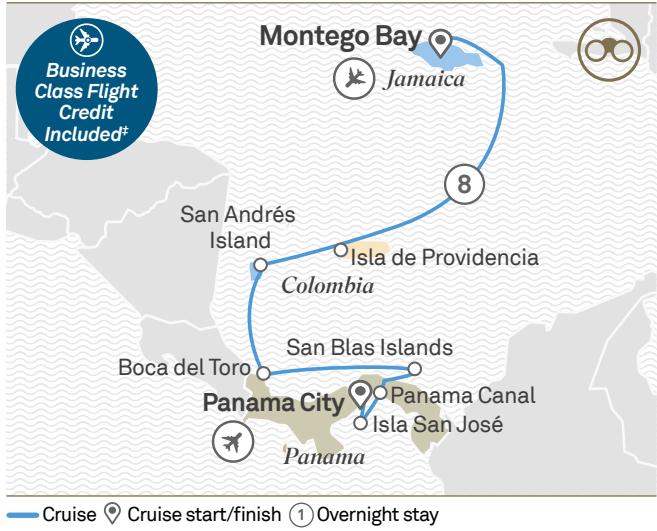 Business
Class Flight
Credit
Included‡
Montego Bay
Jamaica
8
San Andrés
Island
Isla de Providencia
Colombia
San Blas Islands
Boca del Toro
Panama Canal
Panama City
Isla San José
Panama
Cruise Cruise start/finish 1 Overnight stay